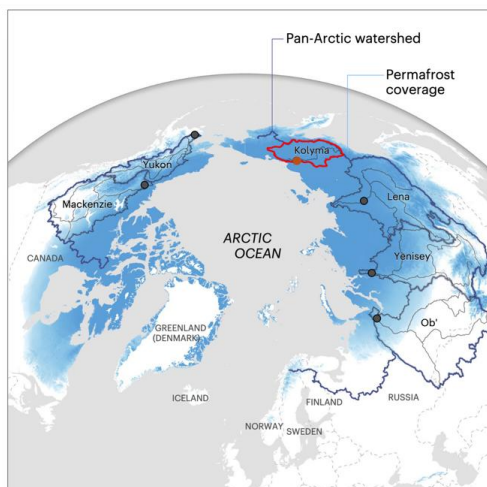 Pan-Arctic watershed
Permafrost
coverage
Kolyma
Yukon
Mackenzie
Lena
CANADA
ARCTIC
OCEAN
Yenisey
Ob'
GREENLAND
(DENMARK)
ICELAND
FINLAND
RUSSIA
NORWAY
SWEDEN